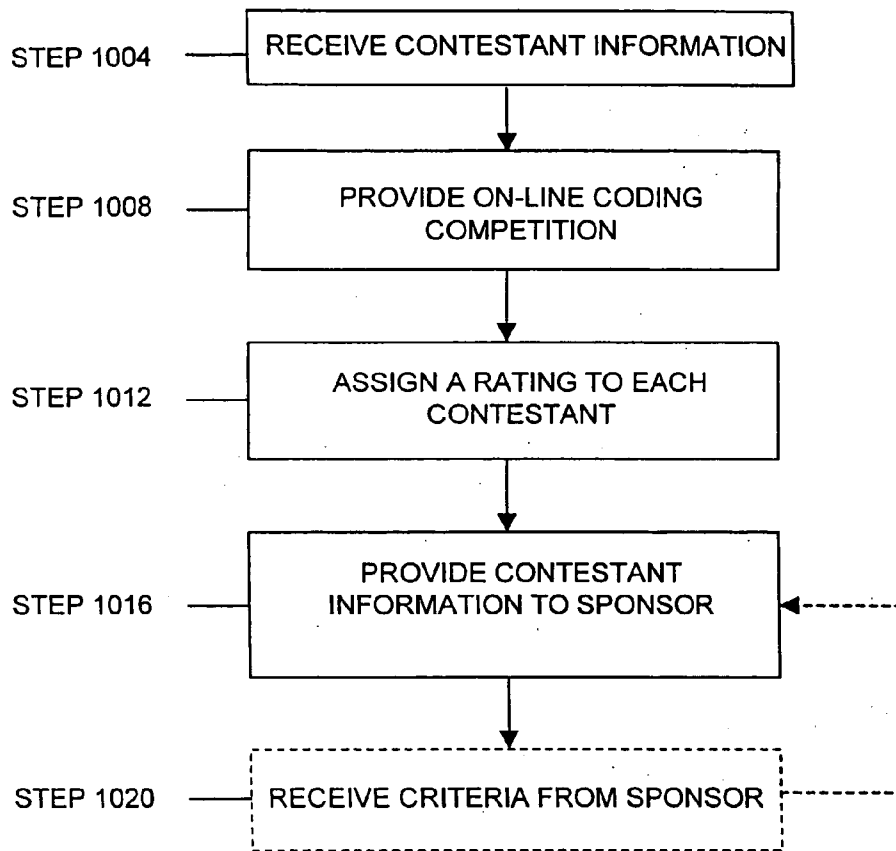 STEP 1004
RECEIVE CONTESTANT INFORMATION
STEP 1008
PROVIDE ON-LINE CODING
COMPETITION
STEP 1012
ASSIGN A RATING TO EACH
CONTESTANT
STEP 1016
PROVIDE CONTESTANT
INFORMATION TO SPONSOR
STEP 1020
RECEIVE CRITERIA FROM SPONSOR